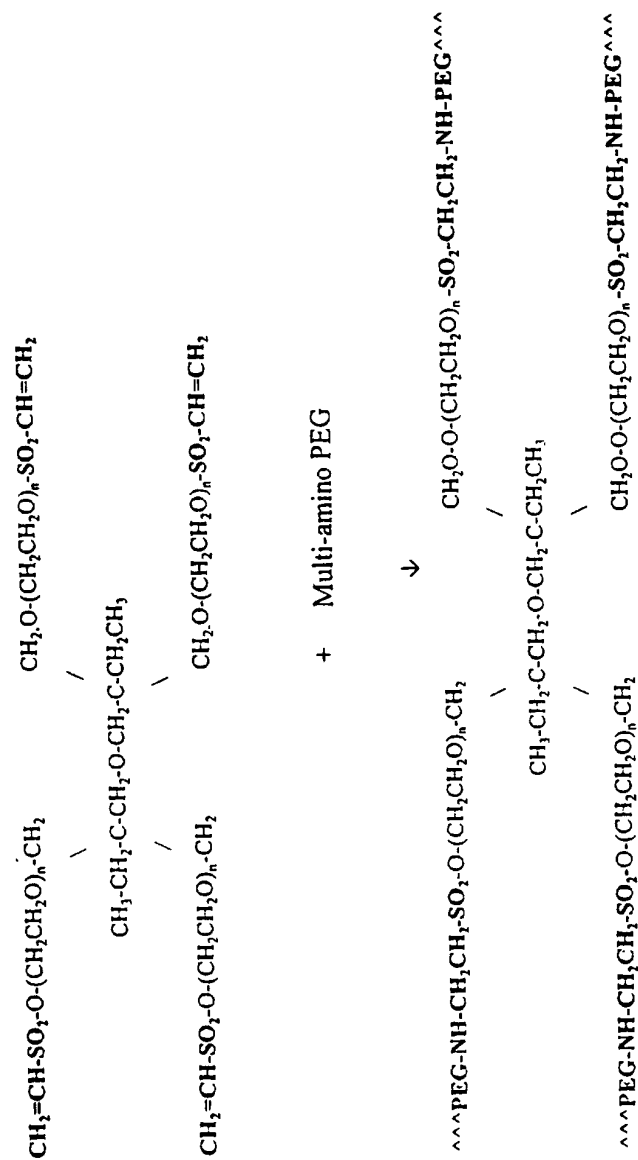 CH₂=CH-SO₂-O-(CH₂CH₂O)ₙ-CH₂ CH₂.O-(CH₂CH₂O)ₙ-SO₂-CH=CH₂
\ /
CH₃-CH₂-C-CH₂-O-CH₂-C-CH₂CH₃
/ \
CH₂=CH-SO₂-O-(CH₂CH₂O)ₙ-CH₂ CH₂.O-(CH₂CH₂O)ₙ-SO₂-CH=CH₂
+ Multi-amino PEG
↓
^^^PEG-NH-CH₂CH₂-SO₂-O-(CH₂CH₂O)ₙ-CH₂ CH₂O-O-(CH₂CH₂O)ₙ-SO₂-CH₂CH₂-NH-PEG^^^
\ /
CH₃-CH₂-C-CH₂-O-CH₂-C-CH₂CH₃
/ \
^^^PEG-NH-CH₂CH₂-SO₂-O-(CH₂CH₂O)ₙ-CH₂ CH₂O-O-(CH₂CH₂O)ₙ-SO₂-CH₂CH₂-NH-PEG^^^